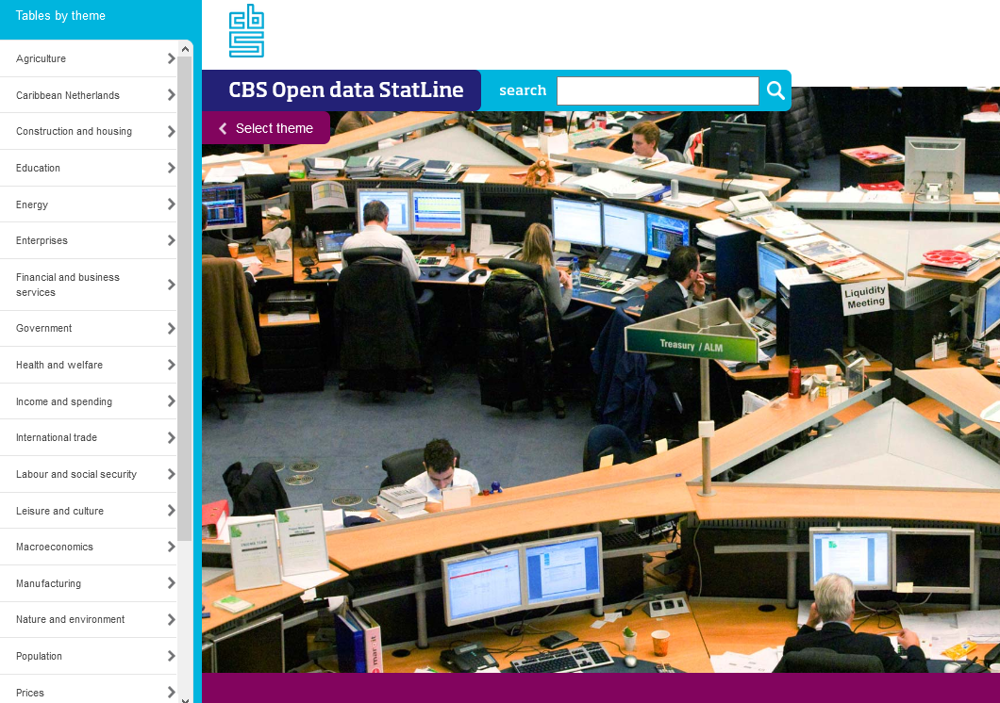 Tables by theme
Agriculture
Caribbean Netherlands
Construction and housing
Education
Energy
Enterprises
Financial and business
services
Government
Health and welfare
Income and spending
International trade
Labour and social security
Leisure and culture
Macroeconomics
Manufacturing
Nature and environment
Population
Prices
cbs
CBS Open data StatLine
search
Select theme
Liquidity
Meeting
Treasury / ALM